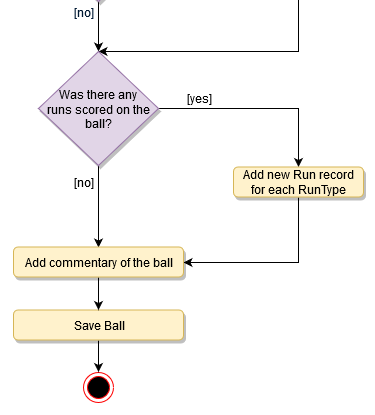 [no]
Was there any
runs scored on the
ball?
[yes]
Add new Run record
for each RunType
[no]
Add commentary of the ball
Save Ball